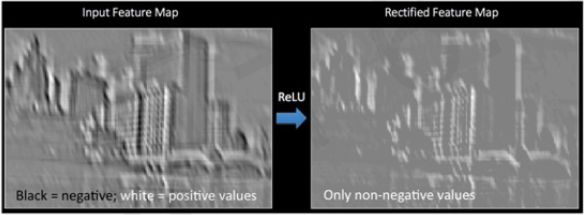 Input Feature Map
Rectified Feature Map
ReLU
Black = negative; white = positive values
Only non-negative values